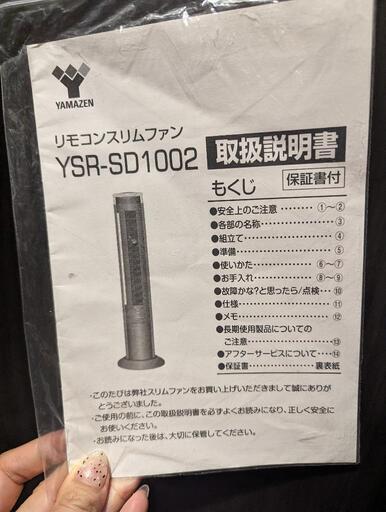 YAMAZEN
リモコンスリムファン
YSR-SD1002
取扱説明書
もくじ
保証書付
●安全上のご注意 ……… ①〜②
●各部の名称 ……… ③
●組立て ……… ④
●準備 ……… ⑤
●使いかた ……… ⑥〜⑦
●お手入れ ……… ⑧〜⑨
●故障かな?と思ったら/点検 … ⑩
●仕様 ……… ⑪
●メモ ……… ⑫
●長期使用製品についての
ご注意 ……… ⑬
●アフターサービスについて …… ⑭
●保証書 ……… 裏表紙
・このたびは弊社スリムファンをお買い上げいただきまして誠にありが
とうございました。
・ご使用の前に、この取扱説明書を必ずよくお読みになり、正しく安全に
お使いください。
・お読みになった後は、大切に保管してください。